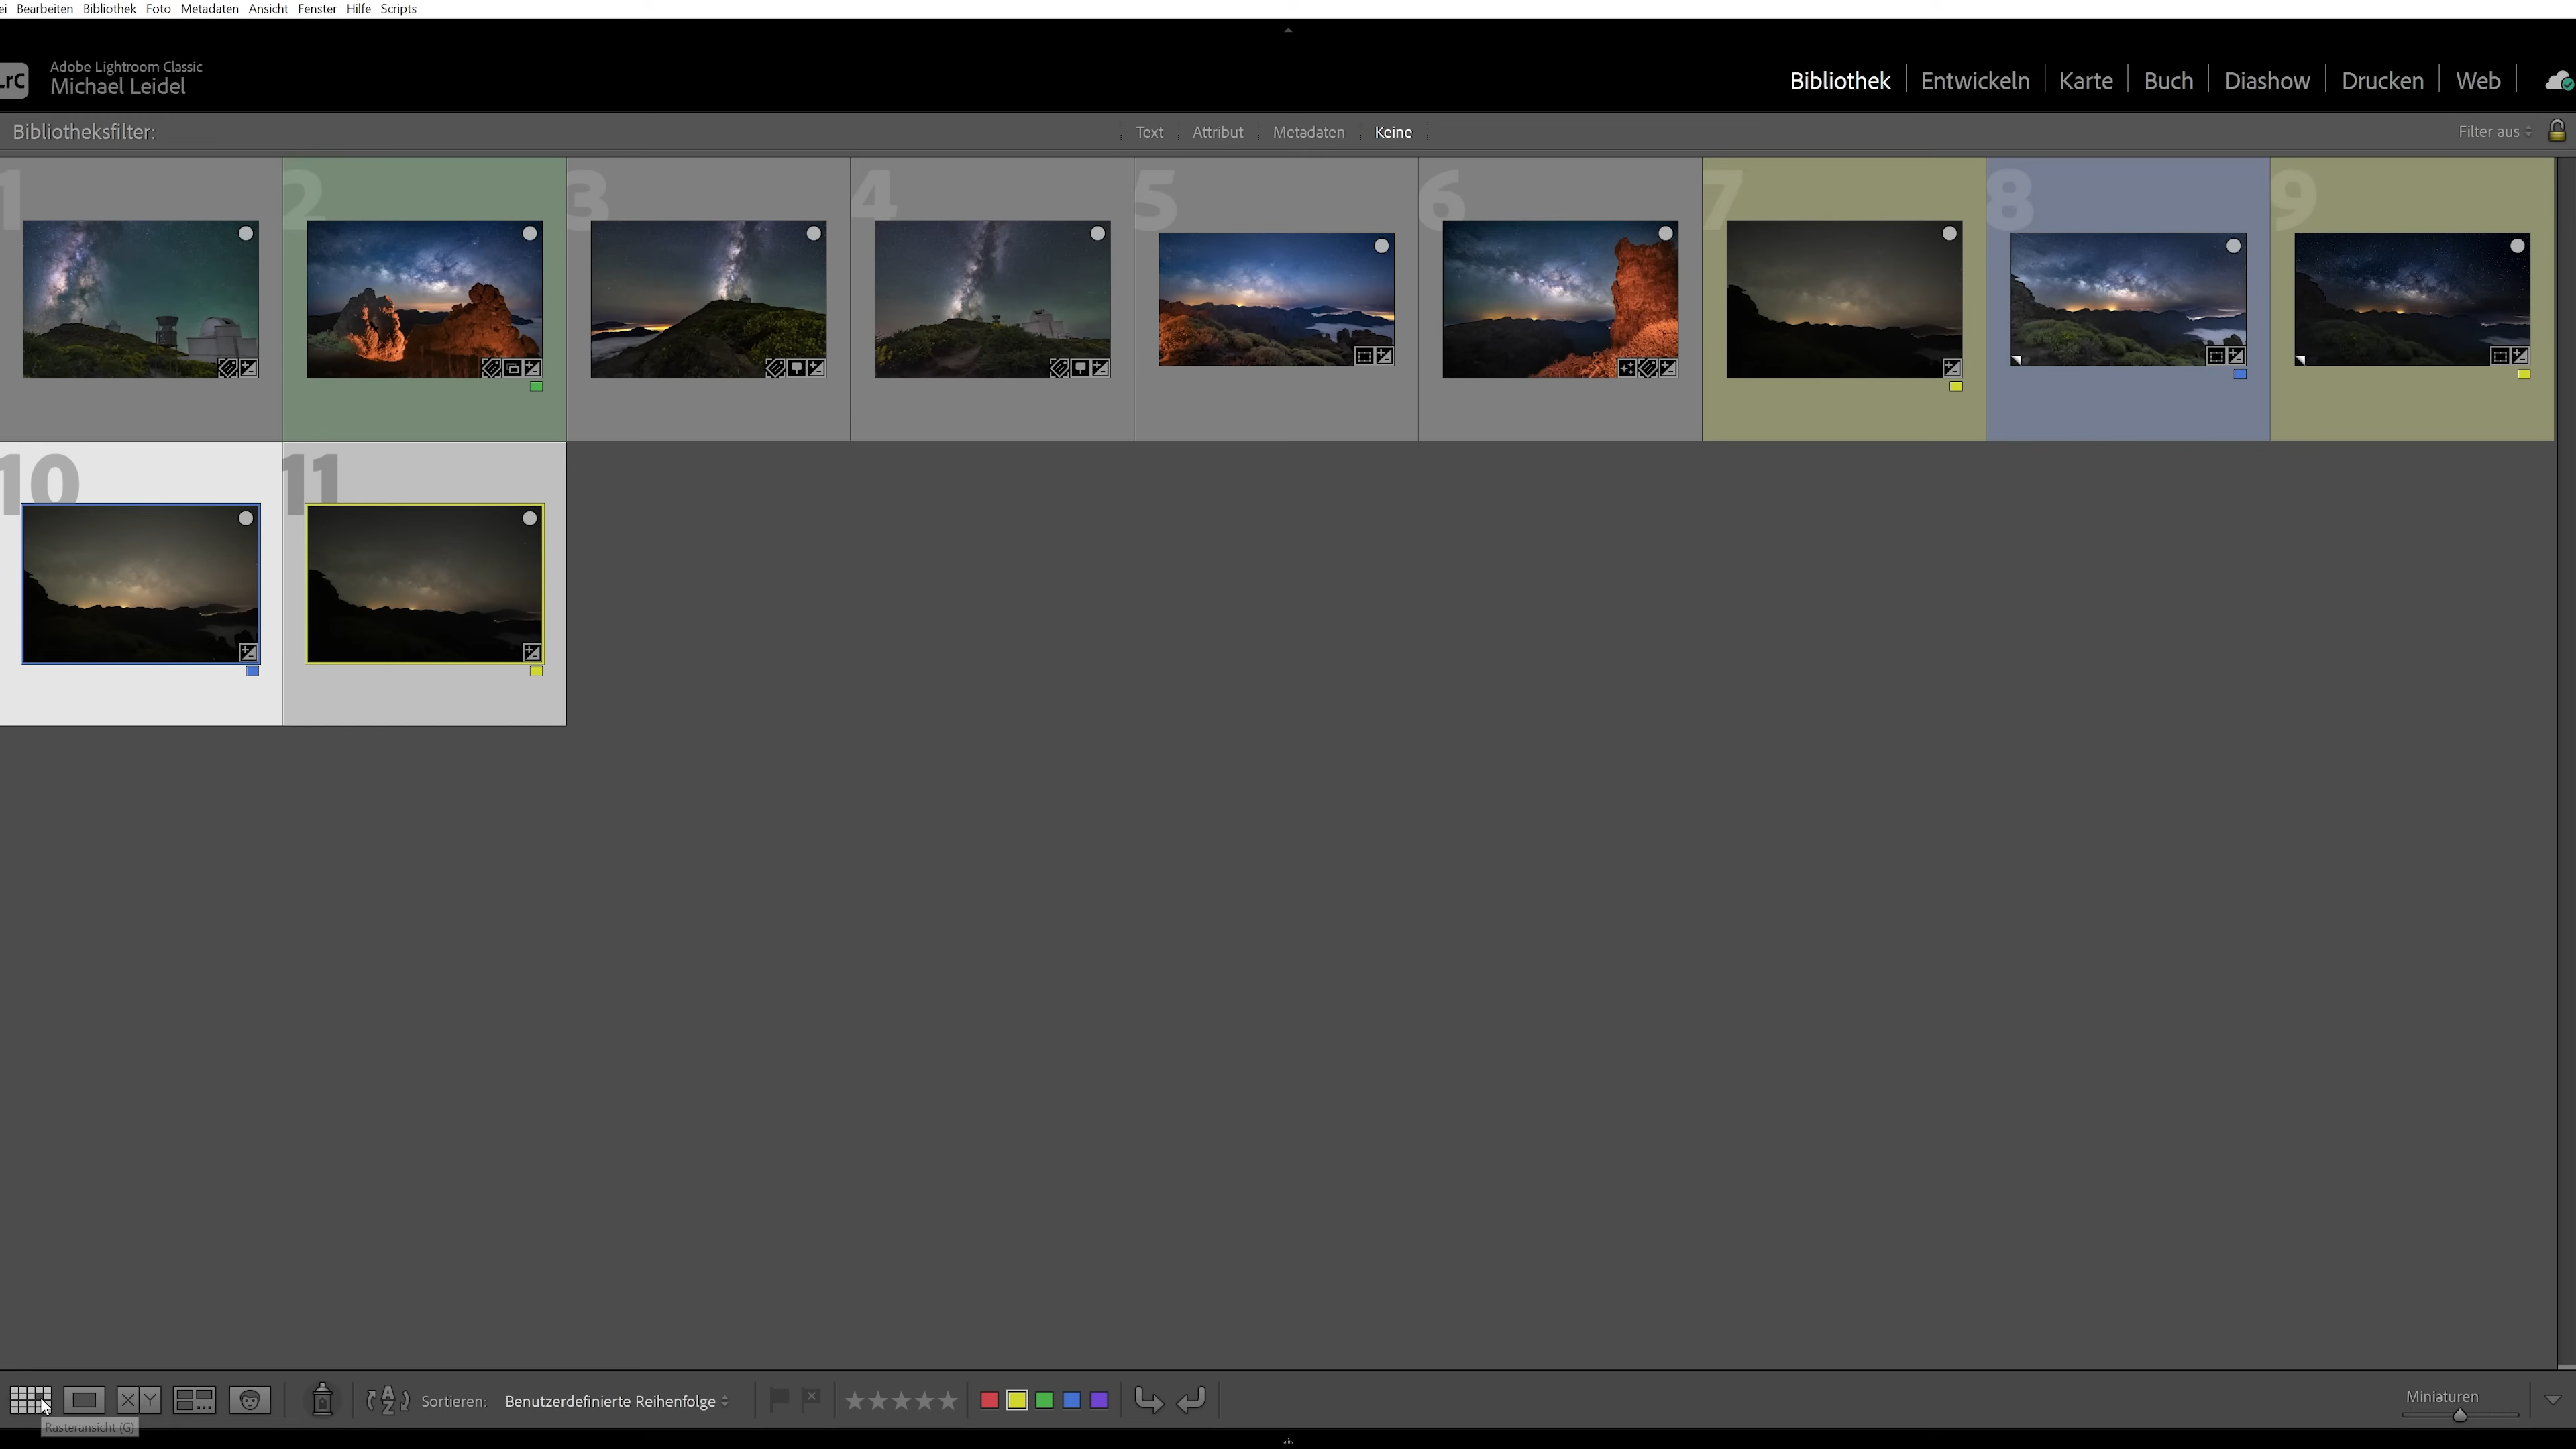 ei Bearbeiten Bibliothek Foto Metadaten Ansicht Fenster Hilfe Scripts
LrC Adobe Lightroom Classic
Michael Leidel
Bibliothek Entwickeln Karte Buch Diashow Drucken Web
Bibliotheksfilter: Text Attribut Metadaten Keine Filter aus
1 2 3 4 5 6 7 8 9
10 11
X Y A Z Sortieren: Benutzerdefinierte Reihenfolge Miniaturen
Rasteransicht (G)